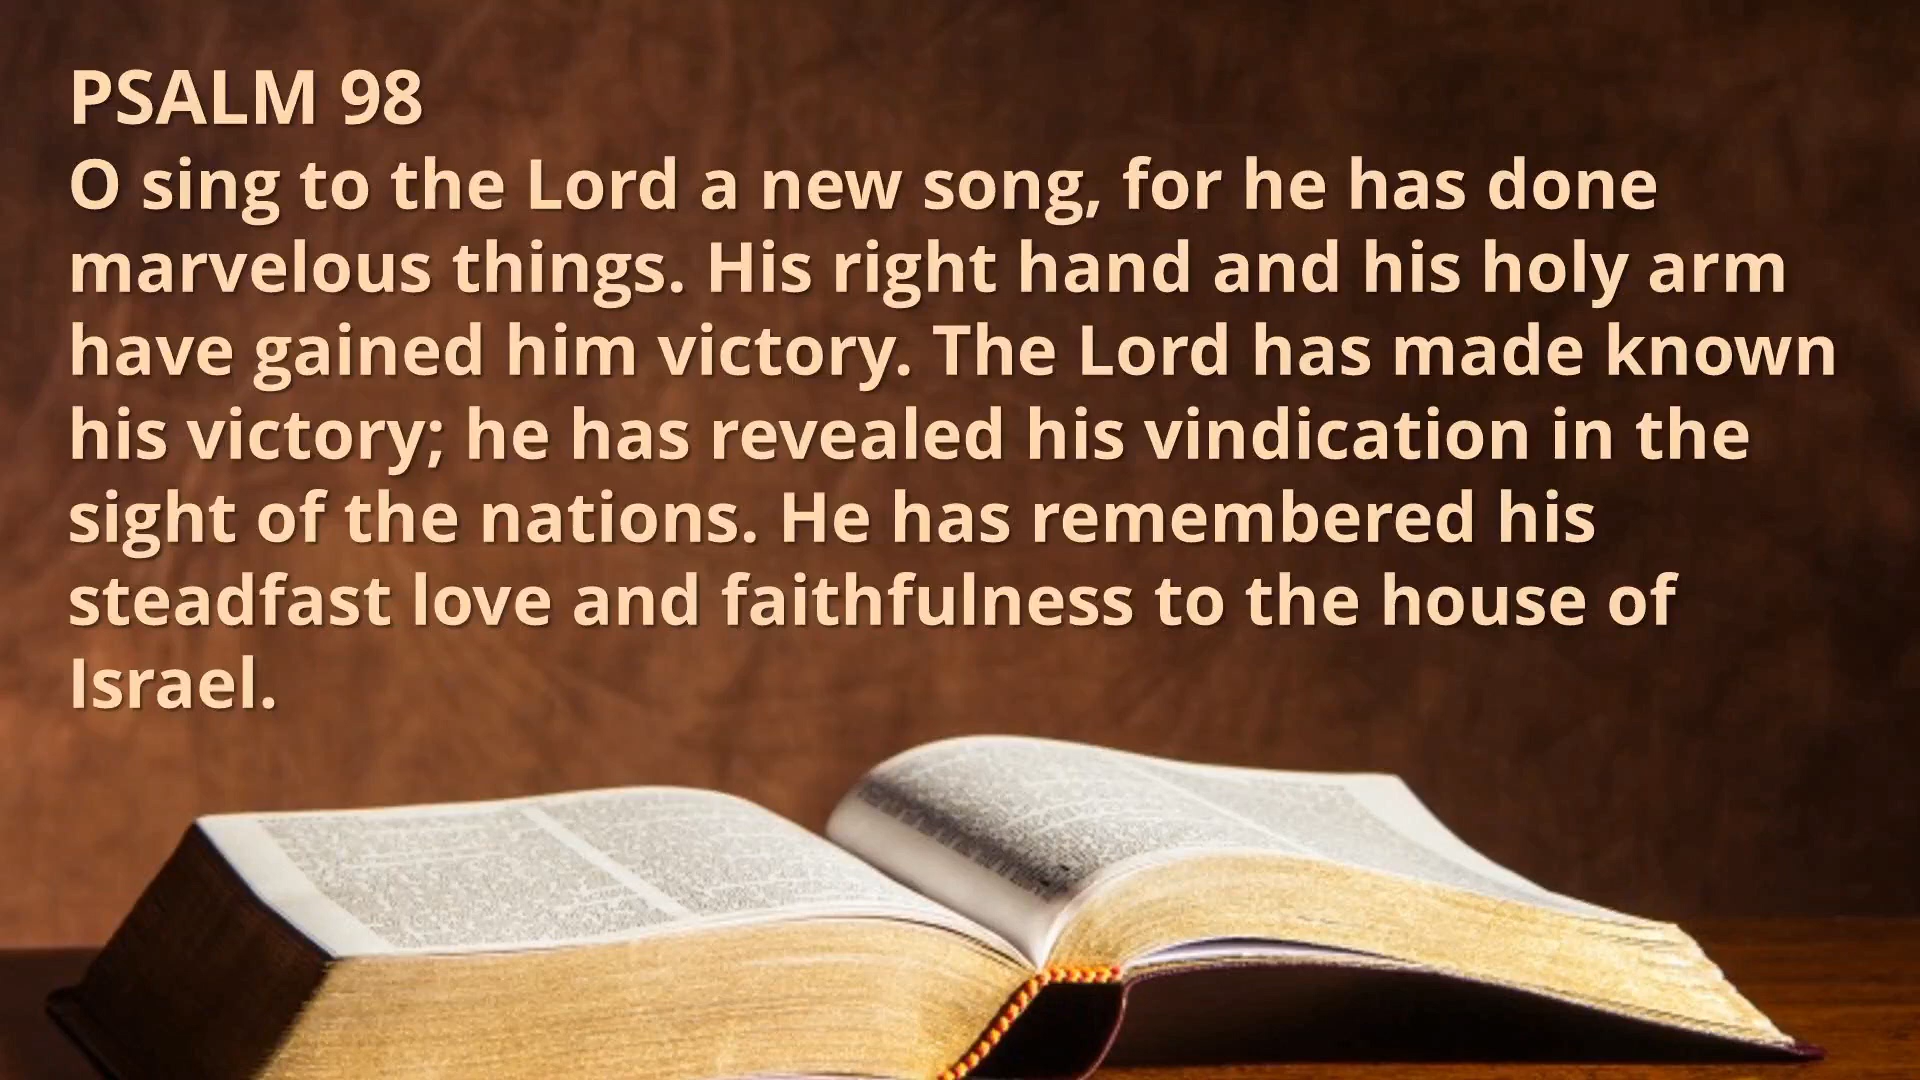 PSALM 98
O sing to the Lord a new song, for he has done
marvelous things. His right hand and his holy arm
have gained him victory. The Lord has made known
his victory; he has revealed his vindication in the
sight of the nations. He has remembered his
steadfast love and faithfulness to the house of
Israel.